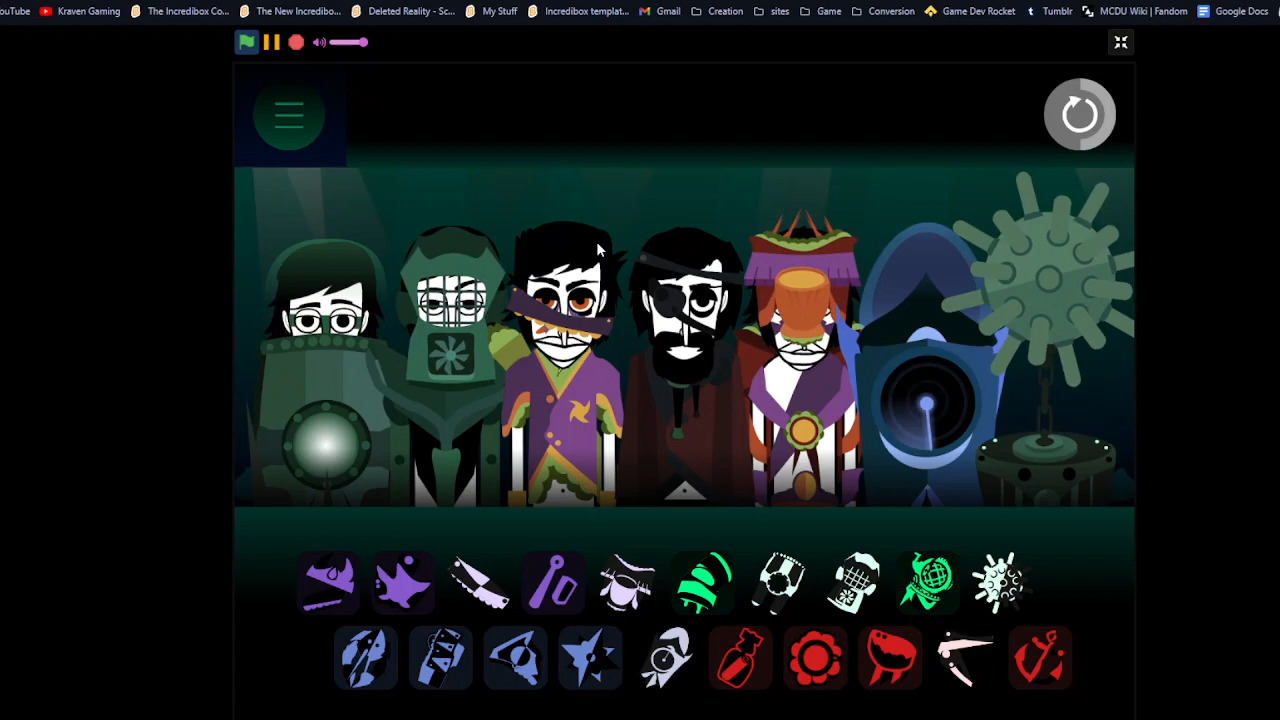 ouTube Kraven Gaming The Incredibox Co... The New Incredibo... Deleted Reality - Sc... My Stuff Incredibox templat... Gmail Creation sites Game Conversion Game Dev Rocket Tumblr MCDU Wiki | Fandom Google Docs